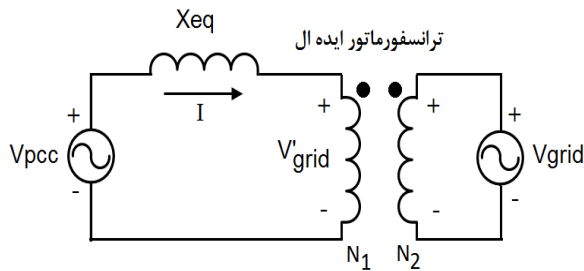 Xeq
ترانسفورماتور ایده ال
I
+
+
+
+
Vpcc
V'grid
Vgrid
-
-
-
-
N1
N2